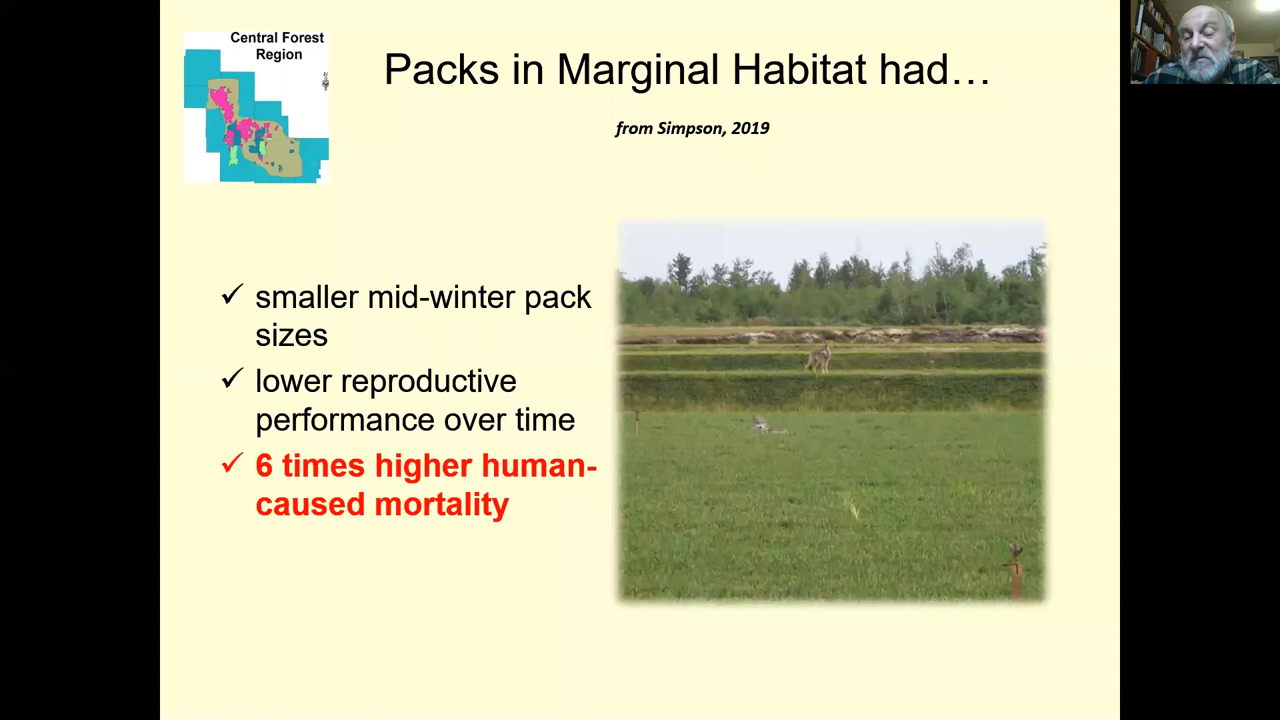 Central Forest
Region
Packs in Marginal Habitat had…
from Simpson, 2019
✓ smaller mid-winter pack
sizes
✓ lower reproductive
performance over time
✓ 6 times higher human-
caused mortality